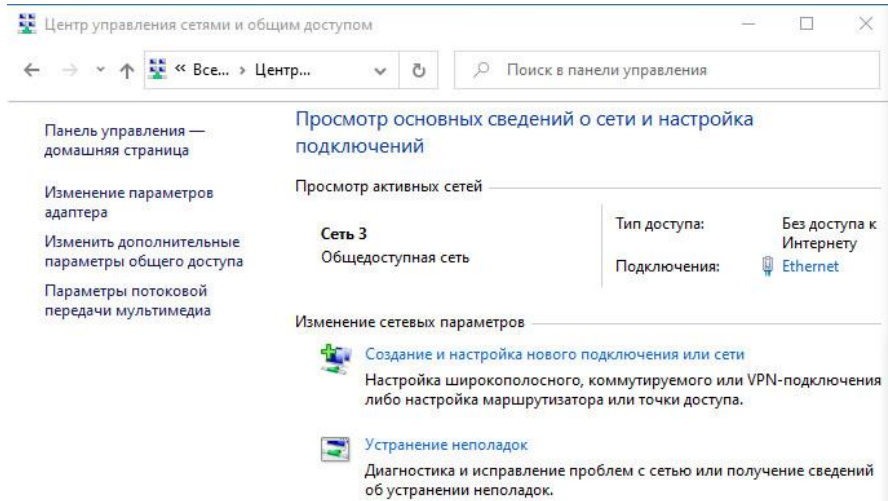 Центр управления сетями и общим доступом
« Все... › Центр...
Поиск в панели управления
Панель управления —
домашняя страница
Изменение параметров
адаптера
Изменить дополнительные
параметры общего доступа
Параметры потоковой
передачи мультимедиа
Просмотр основных сведений о сети и настройка
подключений
Просмотр активных сетей
Сеть 3
Общедоступная сеть
Тип доступа: Без доступа к
Интернету
Подключения: Ethernet
Изменение сетевых параметров
Создание и настройка нового подключения или сети
Настройка широкополосного, коммутируемого или VPN-подключения
либо настройка маршрутизатора или точки доступа.
Устранение неполадок
Диагностика и исправление проблем с сетью или получение сведений
об устранении неполадок.